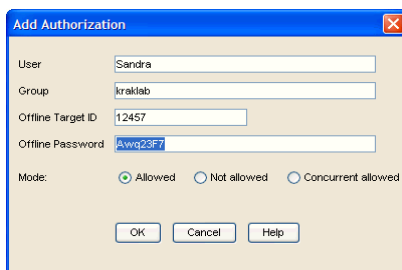 Add Authorization
User Sandra
Group kraklab
Offline Target ID 12457
Offline Password Awq23F7
Mode: Allowed Not allowed Concurrent allowed
OK Cancel Help